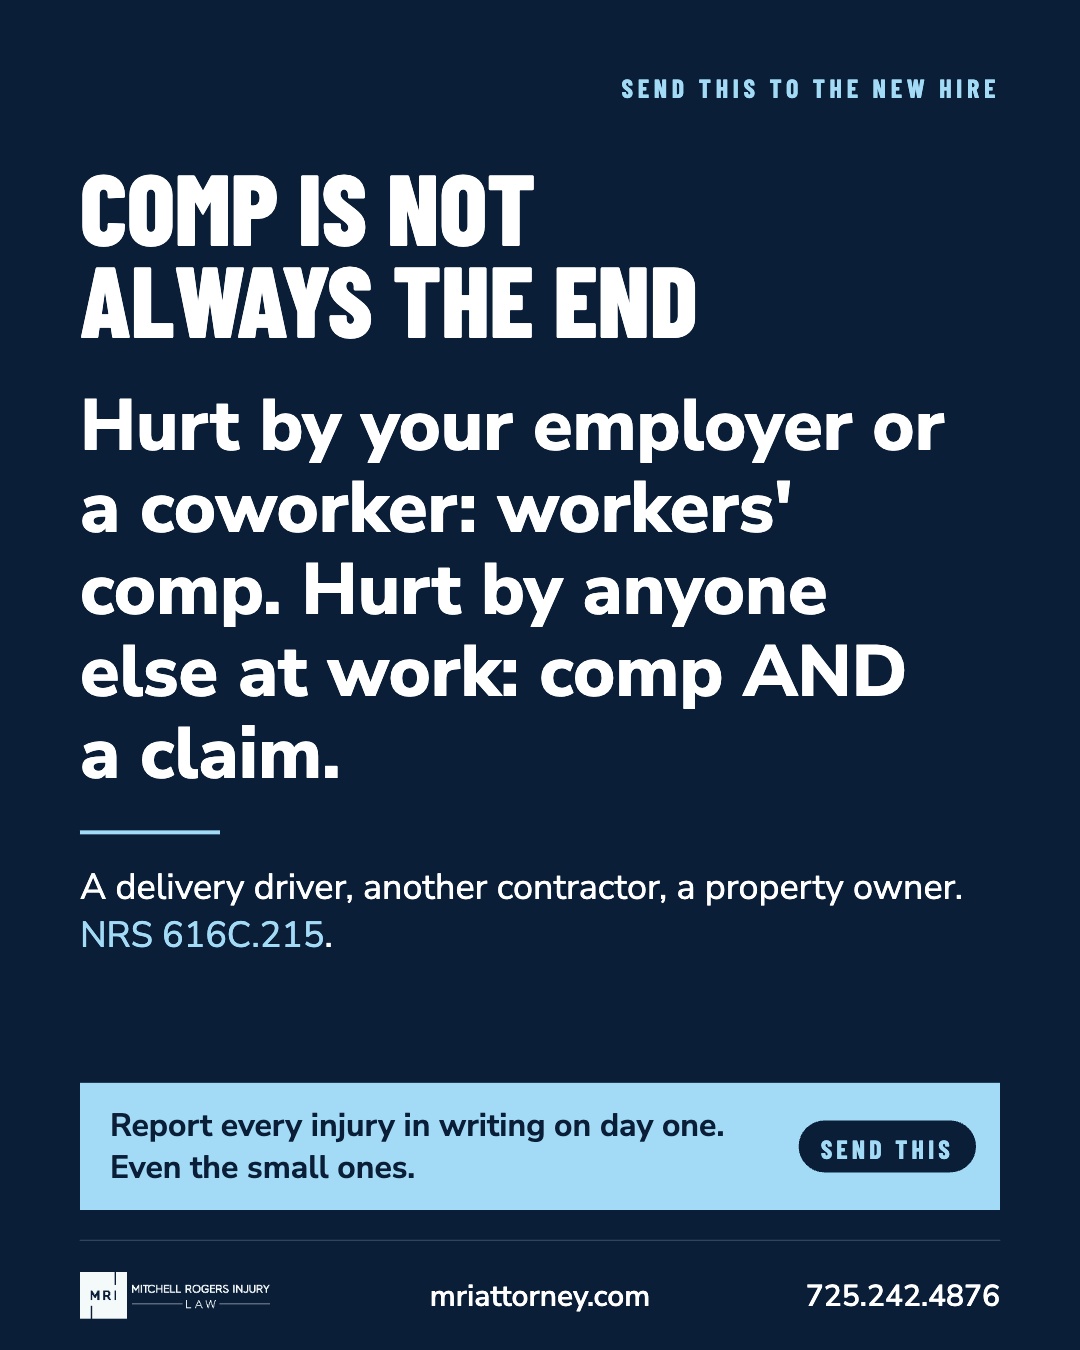 SEND THIS TO THE NEW HIRE
COMP IS NOT
ALWAYS THE END
Hurt by your employer or
a coworker: workers'
comp. Hurt by anyone
else at work: comp AND
a claim.
A delivery driver, another contractor, a property owner.
NRS 616C.215.
Report every injury in writing on day one.
Even the small ones.
SEND THIS
MRI
MITCHELL ROGERS INJURY
LAW
mriattorney.com
725.242.4876